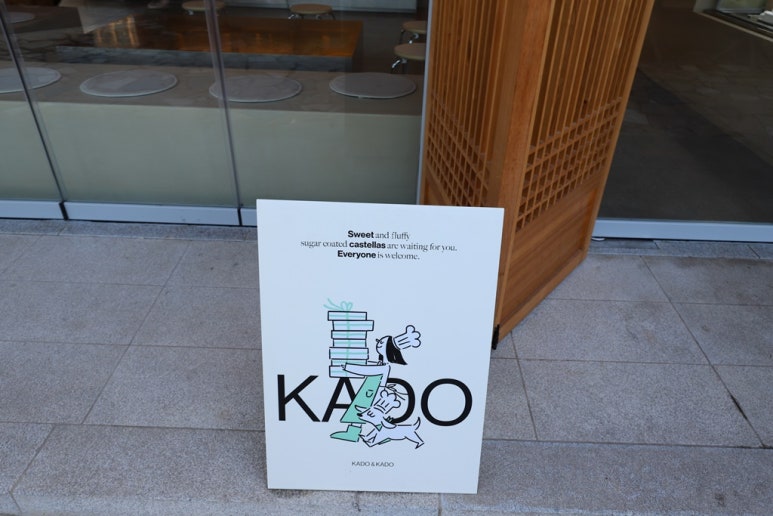 Sweet and fluffy
sugar coated castellas are waiting for you.
Everyone is welcome.
KADO
KADO & KADO